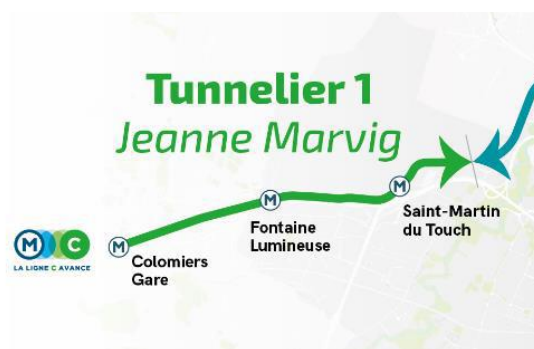 Tunnelier 1
Jeanne Marvig
M
M
Saint-Martin
du Touch
Fontaine
Lumineuse
M C
LA LIGNE C AVANCE
M
Colomiers
Gare